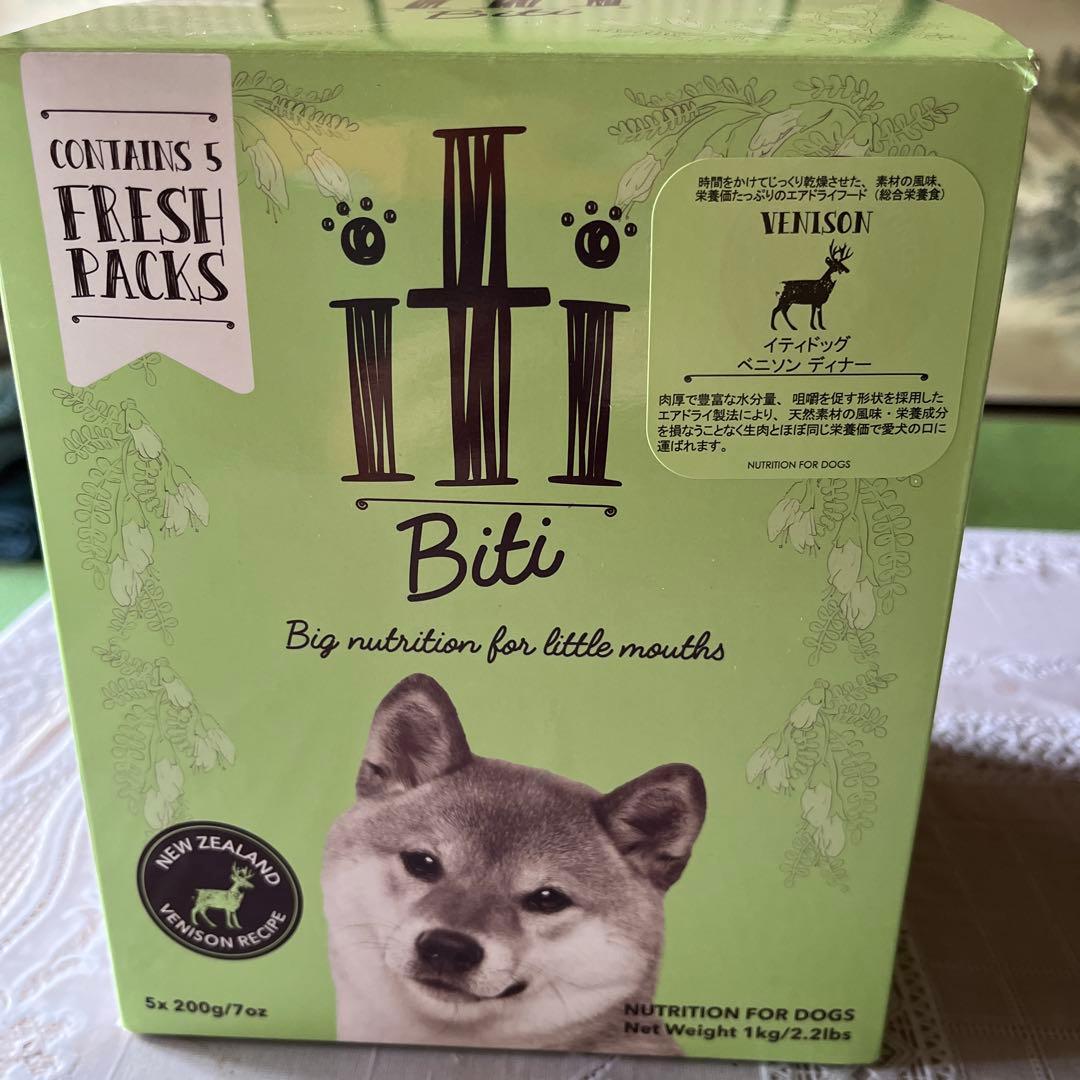 Biti
CONTAINS 5
FRESH
PACKS
iti
Biti
Big nutrition for little mouths
時間をかけてじっくり乾燥させた、素材の風味、
栄養価たっぷりのエアドライフード（総合栄養食）
VENISON
イティドッグ
ベニソン ディナー
肉厚で豊富な水分量、咀嚼を促す形状を採用した
エアドライ製法により、天然素材の風味・栄養成分
を損なうことなく生肉とほぼ同じ栄養価で愛犬の口に
運ばれます。
NUTRITION FOR DOGS
NEW ZEALAND
VENISON RECIPE
5x 200g/7oz
NUTRITION FOR DOGS
Net Weight 1kg/2.2lbs